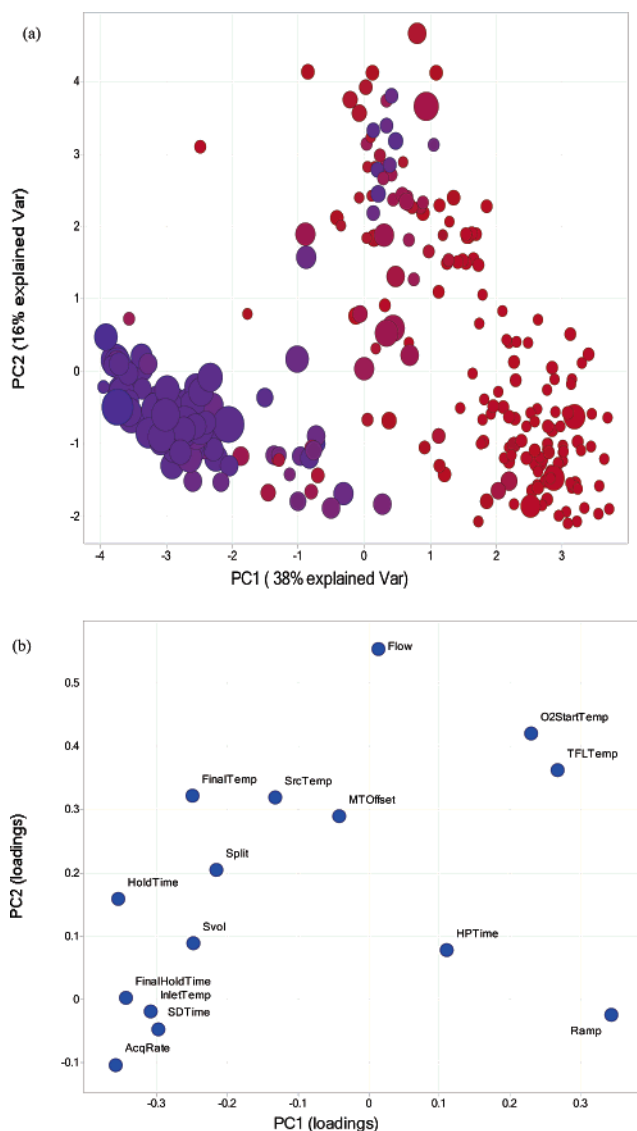 (a)
4
3
2
1
0
-1
-2
PC2 (16% explained Var)
-4 -3 -2 -1 0 1 2 3
PC1 ( 38% explained Var)
(b)
Flow
0.5
O2StartTemp
0.4
TFLTemp
FinalTemp SrcTemp
MTOffset
0.3
Split
0.2
HoldTime
Svol
HPTime
0.1
FinalHoldTime
InletTemp
0
SDTime
Ramp
AcqRate
-0.1
PC2 (loadings)
-0.3 -0.2 -0.1 0 0.1 0.2 0.3
PC1 (loadings)